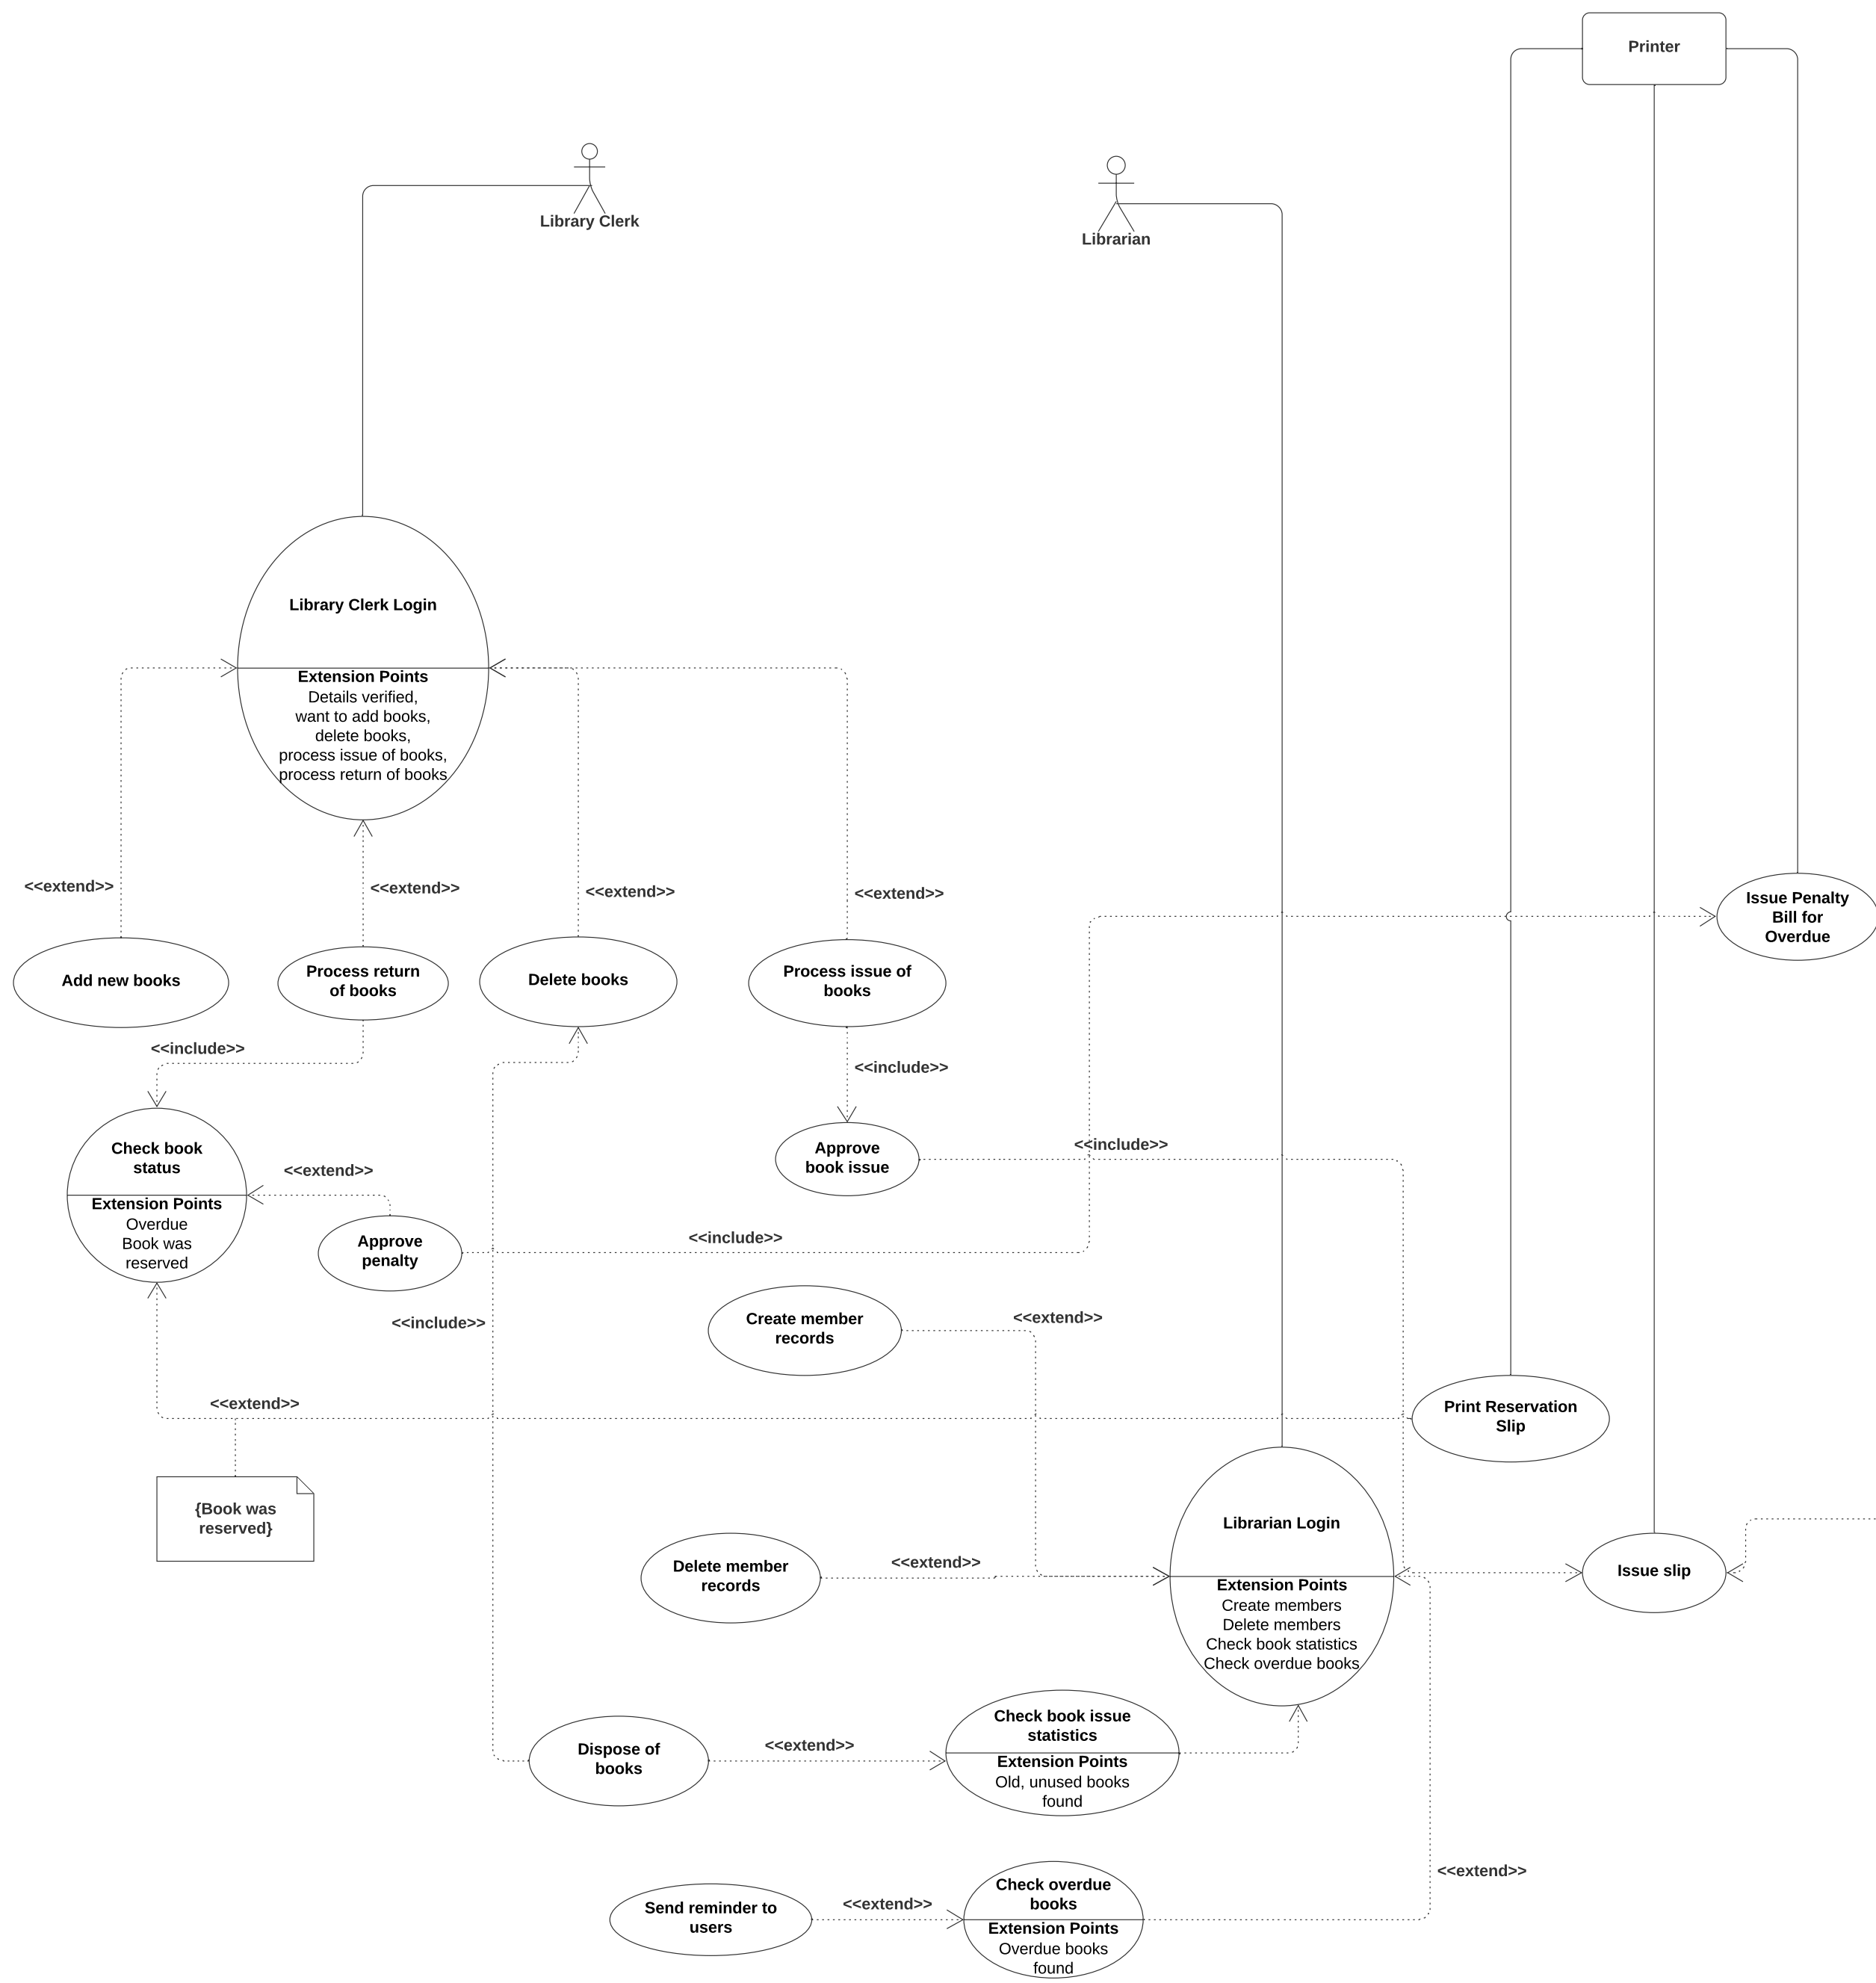 Printer
Library Clerk
Librarian
Library Clerk Login
Extension Points
Details verified,
want to add books,
delete books,
process issue of books,
process return of books
<<extend>>
<<extend>>
<<extend>>
<<extend>>
Issue Penalty
Bill for
Overdue
Add new books
Process return
of books
Delete books
Process issue of
books
<<include>>
<<include>>
Check book
status
Extension Points
Overdue
Book was
reserved
<<extend>>
Approve
book issue
<<include>>
Approve
penalty
<<include>>
<<include>>
Create member
records
<<extend>>
<<extend>>
Print Reservation
Slip
{Book was
reserved}
Librarian Login
Extension Points
Create members
Delete members
Check book statistics
Check overdue books
Delete member
records
<<extend>>
Issue slip
Dispose of
books
<<extend>>
Check book issue
statistics
Extension Points
Old, unused books
found
<<extend>>
Send reminder to
users
<<extend>>
Check overdue
books
Extension Points
Overdue books
found